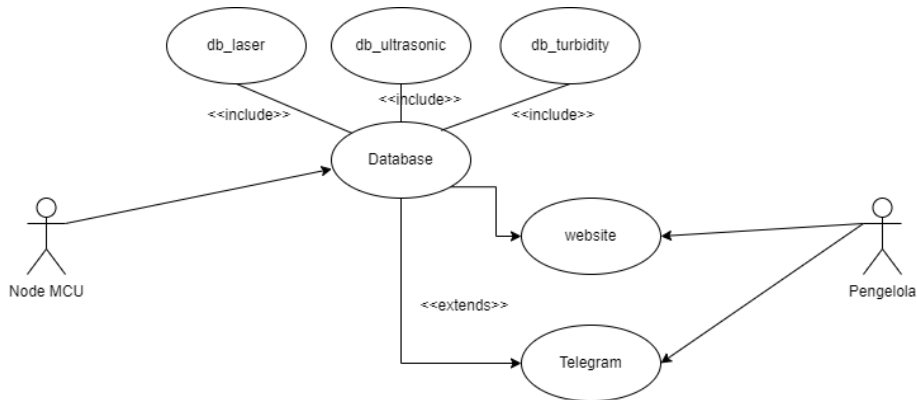 db_laser
db_ultrasonic
db_turbidity
<<include>>
<<include>>
<<include>>
Database
website
Node MCU
Pengelola
<<extends>>
Telegram